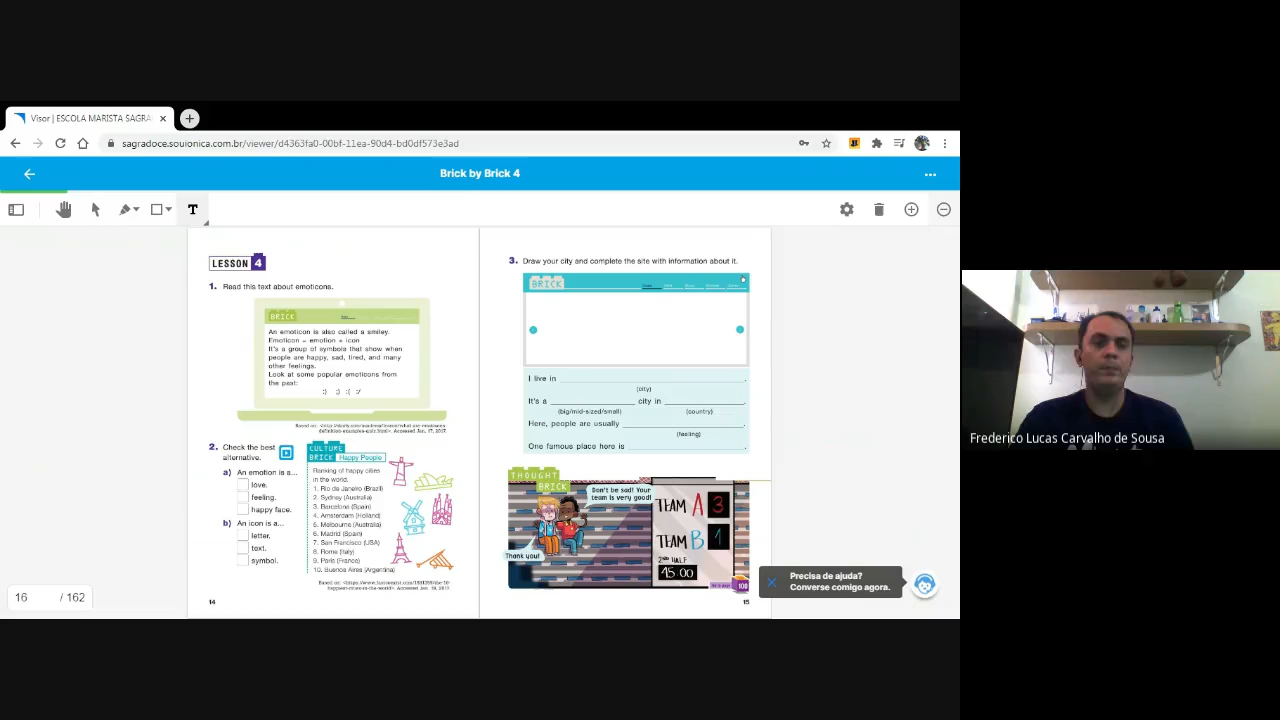 Visor | ESCOLA MARISTA SAGRA
sagradoce.souionica.com.br/viewer/d4363fa0-00bf-11ea-90d4-bd0df573e3ad
Brick by Brick 4
T
LESSON 4
1. Read this text about emoticons.
BRICK
An emoticon is also called a smiley.
Emoticon = emotion + icon
It's a group of symbols that show when
people are happy, sad, tired, and many
other feelings.
Look at some popular emoticons from
the past:
:) ;) :( :/
2. Check the best
alternative.
a) An emotion is a...
love.
feeling.
happy face.
b) An icon is a...
letter.
text.
symbol.
CULTURE
BRICK Happy People
Ranking of happy cities
in the world.
1. Rio de Janeiro (Brazil)
2. Sydney (Australia)
3. Barcelona (Spain)
4. Amsterdam (Holland)
5. Melbourne (Australia)
6. Madrid (Spain)
7. San Francisco (USA)
8. Rome (Italy)
9. Paris (France)
10. Buenos Aires (Argentina)
14
3. Draw your city and complete the site with information about it.
BRICK
I live in .
(city)
It's a city in .
(big/mid-sized/small) (country)
Here, people are usually .
(feeling)
One famous place here is .
THOUGHT
BRICK
Don't be sad! Your
team is very good!
Thank you!
TEAM A 3
TEAM B 1
2ND HALF
45:00
100
15
16 / 162
Precisa de ajuda?
Converse comigo agora.
Frederico Lucas Carvalho de Sousa